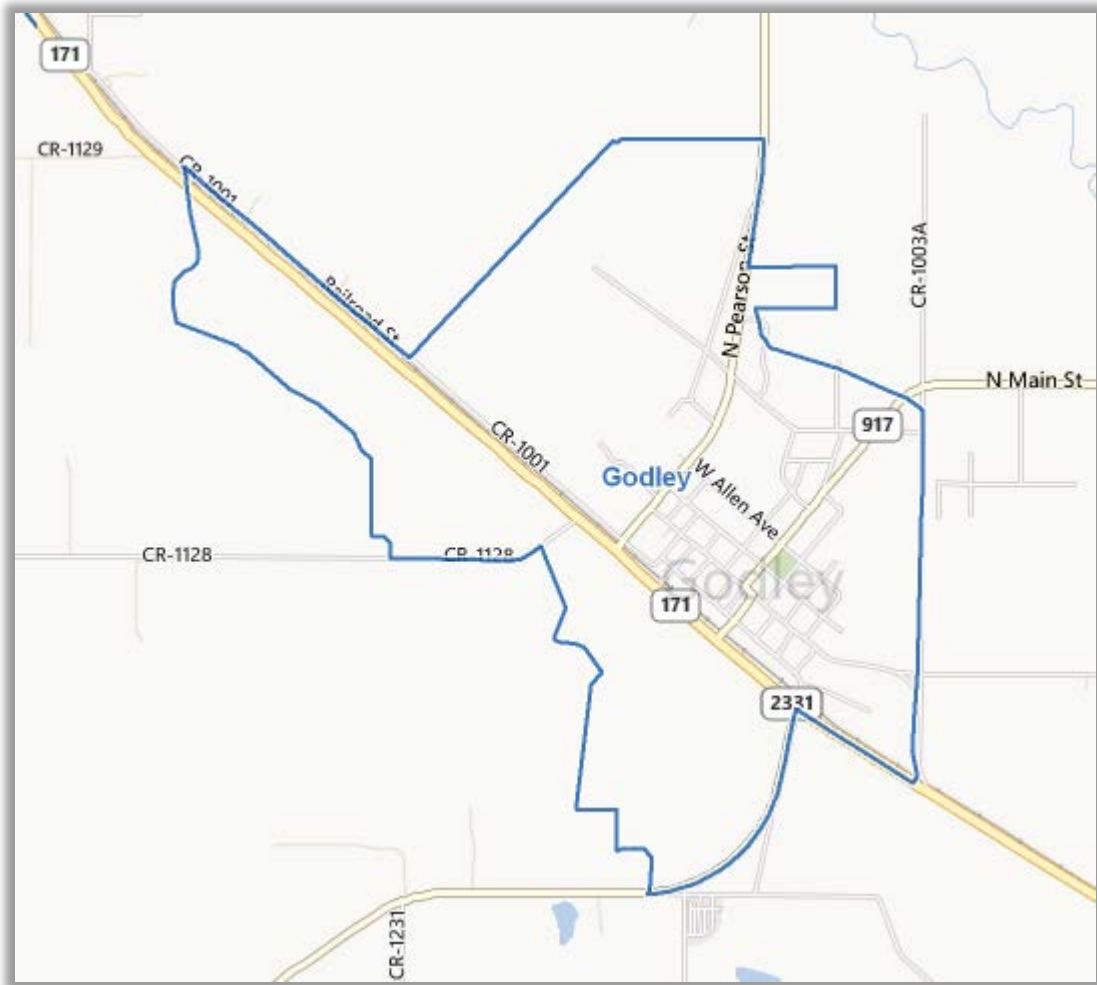 171
CR-1129
CR-1001
CR-1003A
Railroad St
N Pearson St
N Main St
917
CR-1001
W Allen Ave
Godley
CR-1128
CR-1128
Godley
171
2331
CR-1231